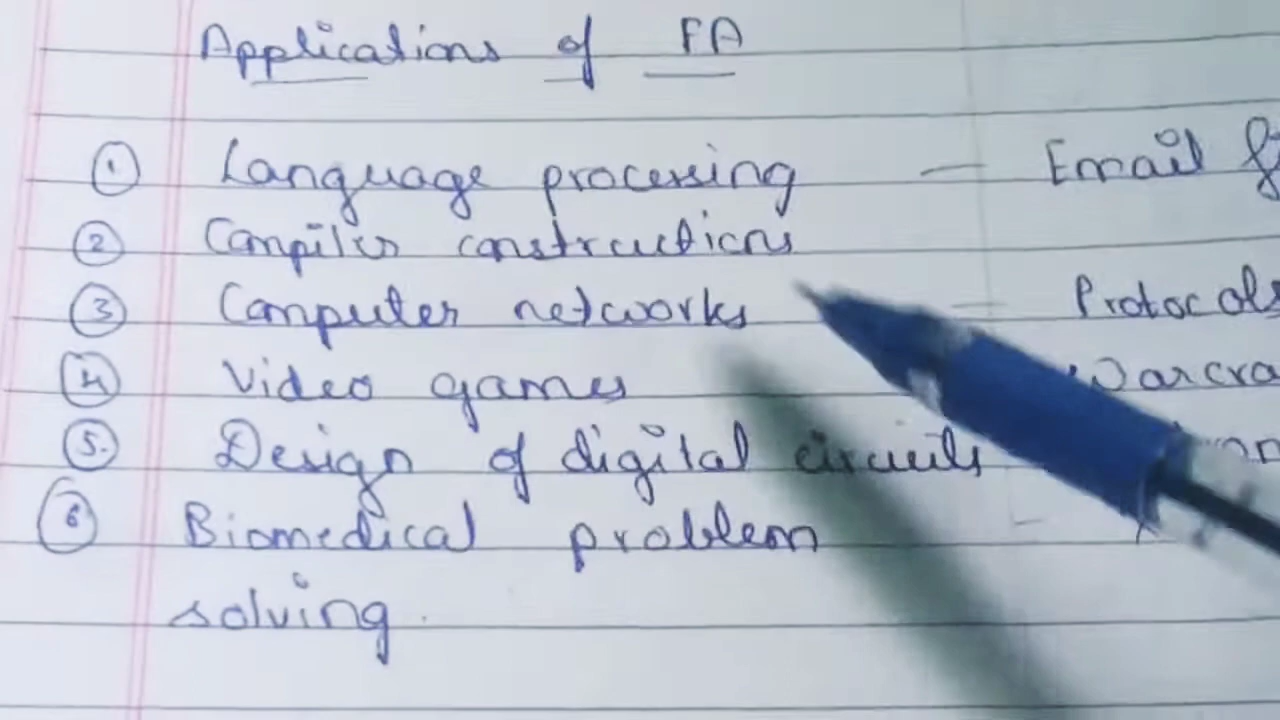 Applications of FA
1 Language processing - Email
2 Compiler constructions
3 Computer networks - Protocols
4 Video games
5. Design of digital circuits
6 Biomedical problem -
solving.